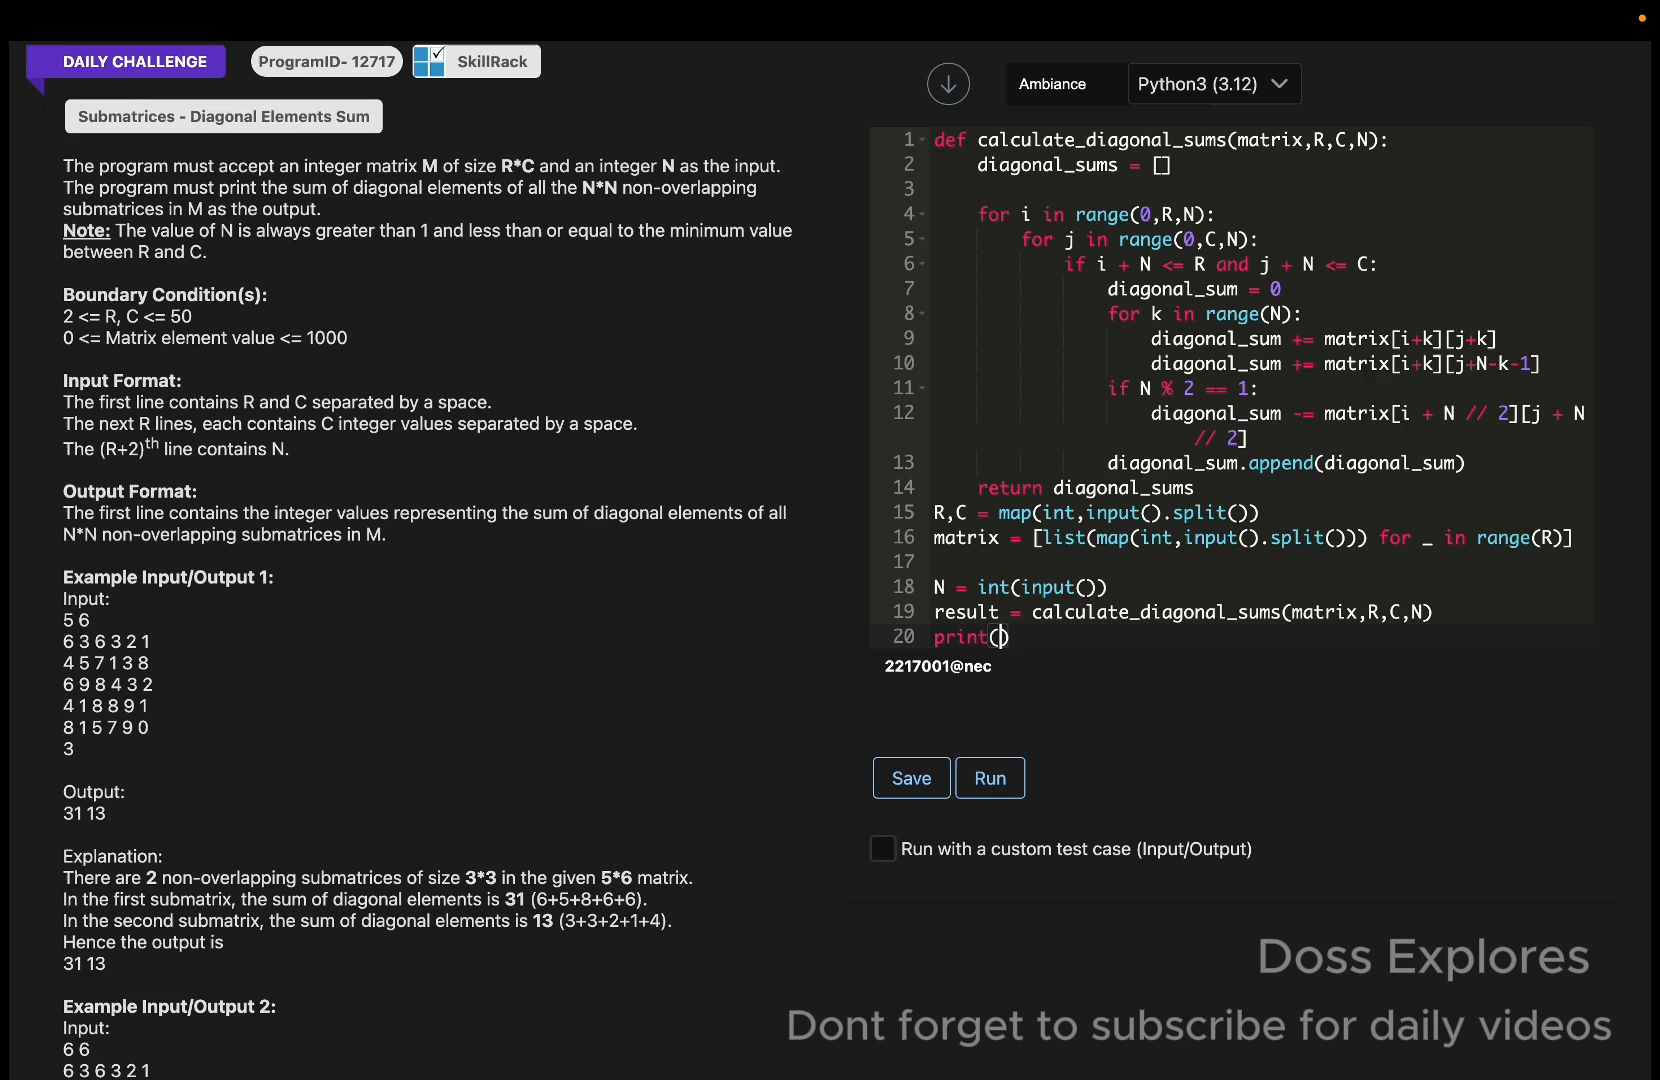 DAILY CHALLENGE
ProgramID- 12717
SkillRack
Submatrices - Diagonal Elements Sum
The program must accept an integer matrix M of size R*C and an integer N as the input.
The program must print the sum of diagonal elements of all the N*N non-overlapping
submatrices in M as the output.
Note: The value of N is always greater than 1 and less than or equal to the minimum value
between R and C.
Boundary Condition(s):
2 <= R, C <= 50
0 <= Matrix element value <= 1000
Input Format:
The first line contains R and C separated by a space.
The next R lines, each contains C integer values separated by a space.
The (R+2)th line contains N.
Output Format:
The first line contains the integer values representing the sum of diagonal elements of all
N*N non-overlapping submatrices in M.
Example Input/Output 1:
Input:
5 6
6 3 6 3 2 1
4 5 7 1 3 8
6 9 8 4 3 2
4 1 8 8 9 1
8 1 5 7 9 0
3
Output:
31 13
Explanation:
There are 2 non-overlapping submatrices of size 3*3 in the given 5*6 matrix.
In the first submatrix, the sum of diagonal elements is 31 (6+5+8+6+6).
In the second submatrix, the sum of diagonal elements is 13 (3+3+2+1+4).
Hence the output is
31 13
Example Input/Output 2:
Input:
6 6
6 3 6 3 2 1
Ambiance
Python3 (3.12)
1 def calculate_diagonal_sums(matrix,R,C,N):
2 diagonal_sums = []
3
4 for i in range(0,R,N):
5 for j in range(0,C,N):
6 if i + N <= R and j + N <= C:
7 diagonal_sum = 0
8 for k in range(N):
9 diagonal_sum += matrix[i+k][j+k]
10 diagonal_sum += matrix[i+k][j+N-k-1]
11 if N % 2 == 1:
12 diagonal_sum -= matrix[i + N // 2][j + N
// 2]
13 diagonal_sum.append(diagonal_sum)
14 return diagonal_sums
15 R,C = map(int,input().split())
16 matrix = [list(map(int,input().split())) for _ in range(R)]
17
18 N = int(input())
19 result = calculate_diagonal_sums(matrix,R,C,N)
20 print()
2217001@nec
Save
Run
Run with a custom test case (Input/Output)
Doss Explores
Dont forget to subscribe for daily videos